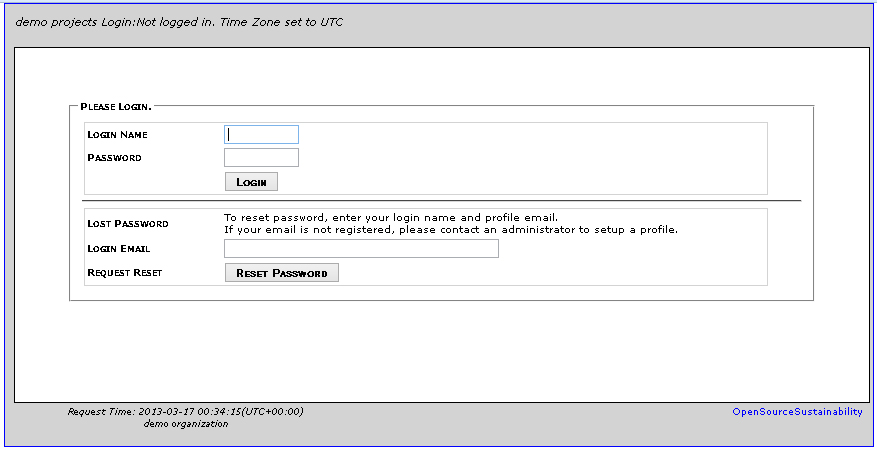 demo projects Login:Not logged in. Time Zone set to UTC
Please Login.
Login Name
Password
Login
Lost Password
To reset password, enter your login name and profile email.
If your email is not registered, please contact an administrator to setup a profile.
Login Email
Request Reset
Reset Password
Request Time: 2013-03-17 00:34:15(UTC+00:00)
OpenSourceSustainability
demo organization